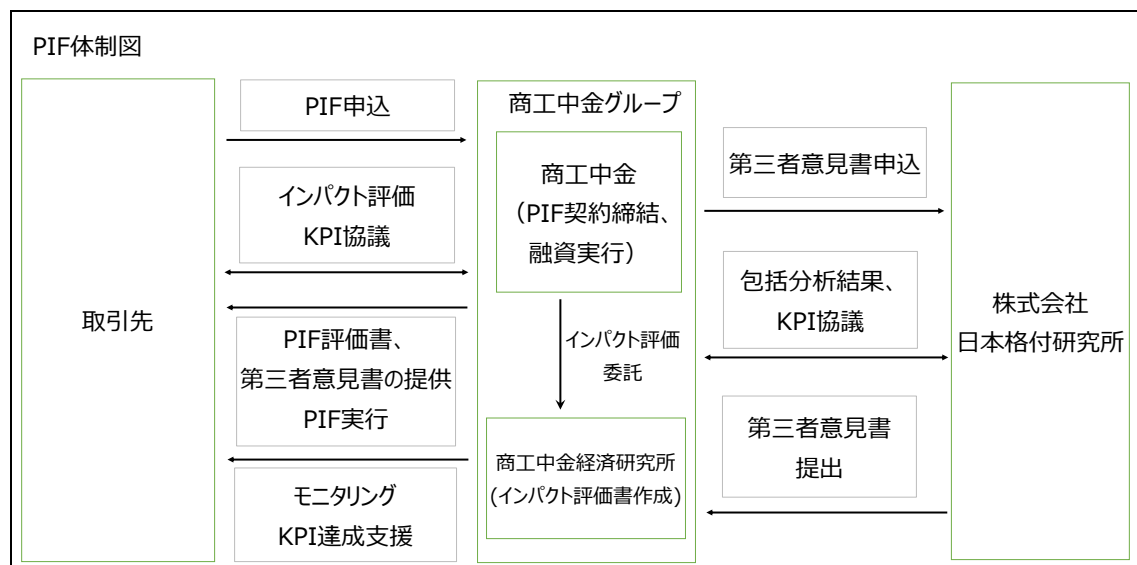 PIF体制図
取引先
PIF申込
インパクト評価
KPI協議
PIF評価書、
第三者意見書の提供
PIF実行
モニタリング
KPI達成支援
商工中金グループ
商工中金
（PIF契約締結、
融資実行）
インパクト評価
委託
商工中金経済研究所
(インパクト評価書作成)
第三者意見書申込
包括分析結果、
KPI協議
第三者意見書
提出
株式会社
日本格付研究所